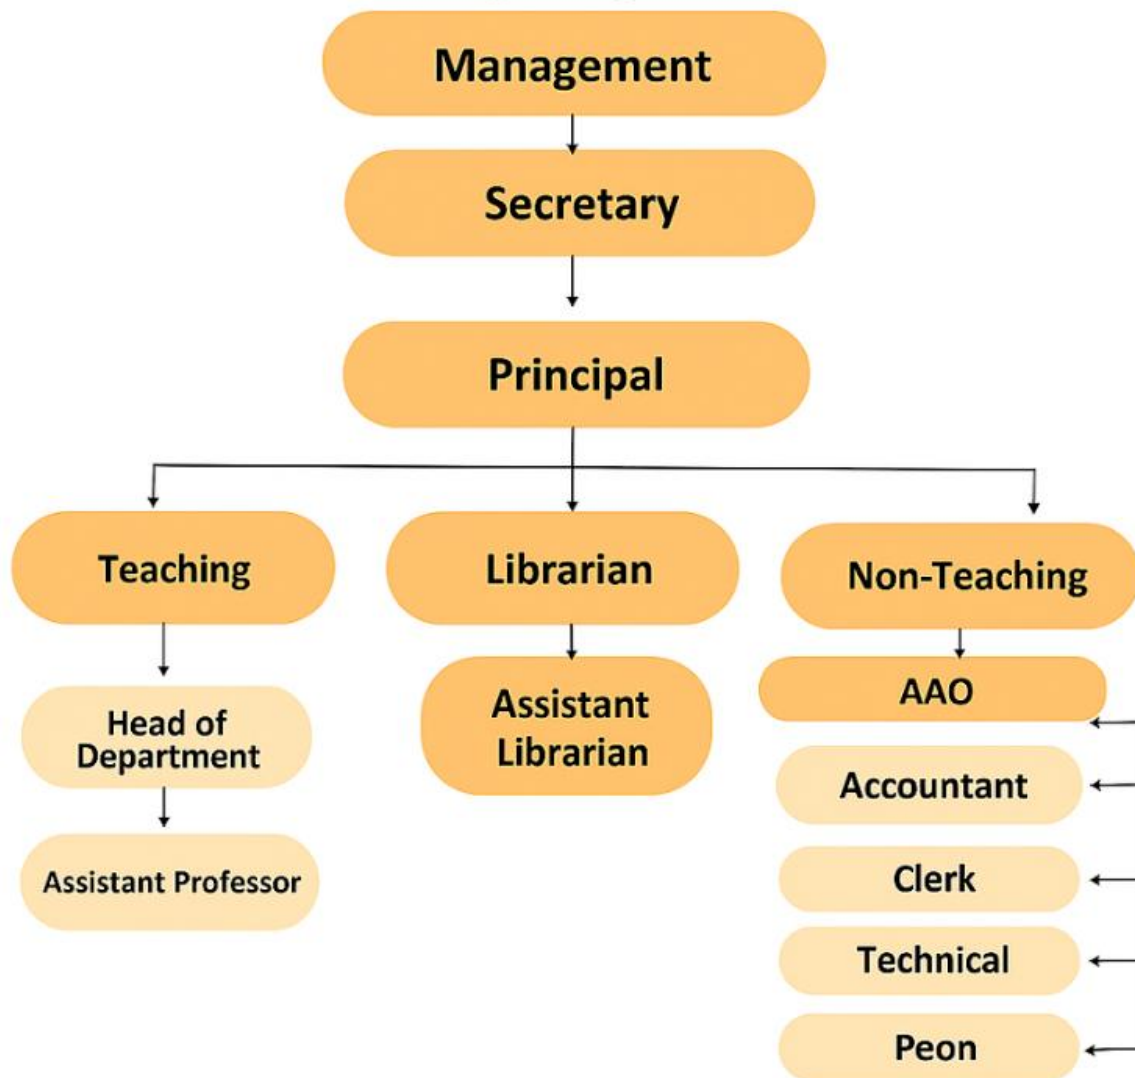 Management
Secretary
Principal
Teaching
Librarian
Non-Teaching
Head of
Department
Assistant Professor
Assistant
Librarian
AAO
Accountant
Clerk
Technical
Peon